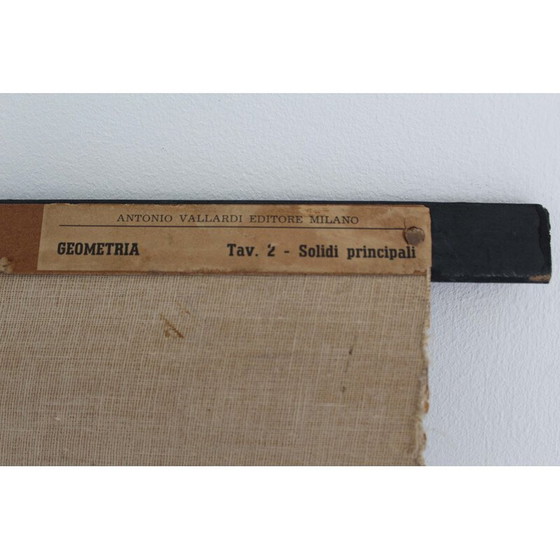 ANTONIO VALLARDI EDITORE MILANO
GEOMETRIA Tav. 2 - Solidi principali